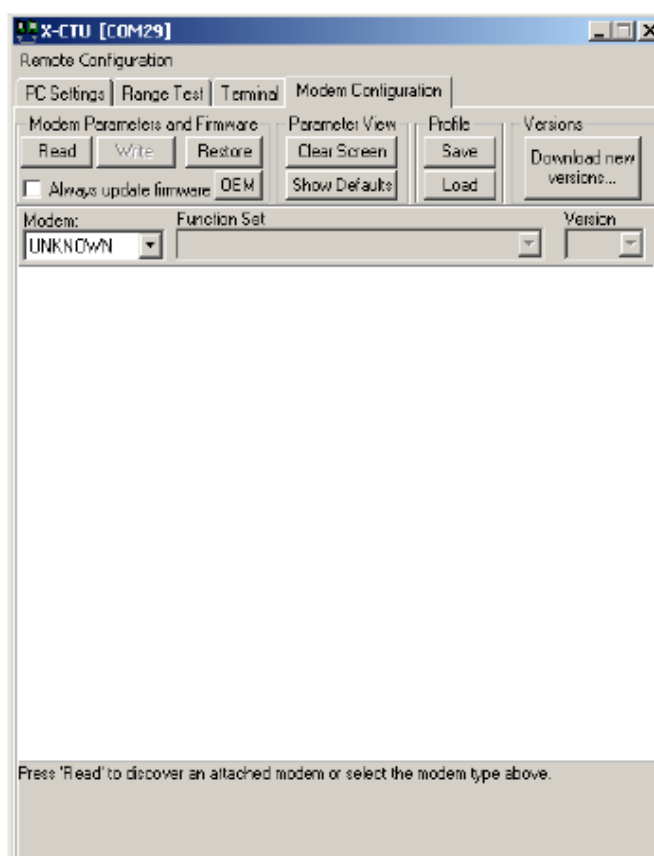 X-CTU [COM29]
Remote Configuration
PC Settings Range Test Terminal Modem Configuration
Modem Parameters and Firmware Parameter View Profile Versions
Read Write Restore Clear Screen Save Download new versions...
Always update firmware OEM Show Defaults Load
Modem: Function Set Version
UNKNOWN
Press 'Read' to discover an attached modem or select the modem type above.